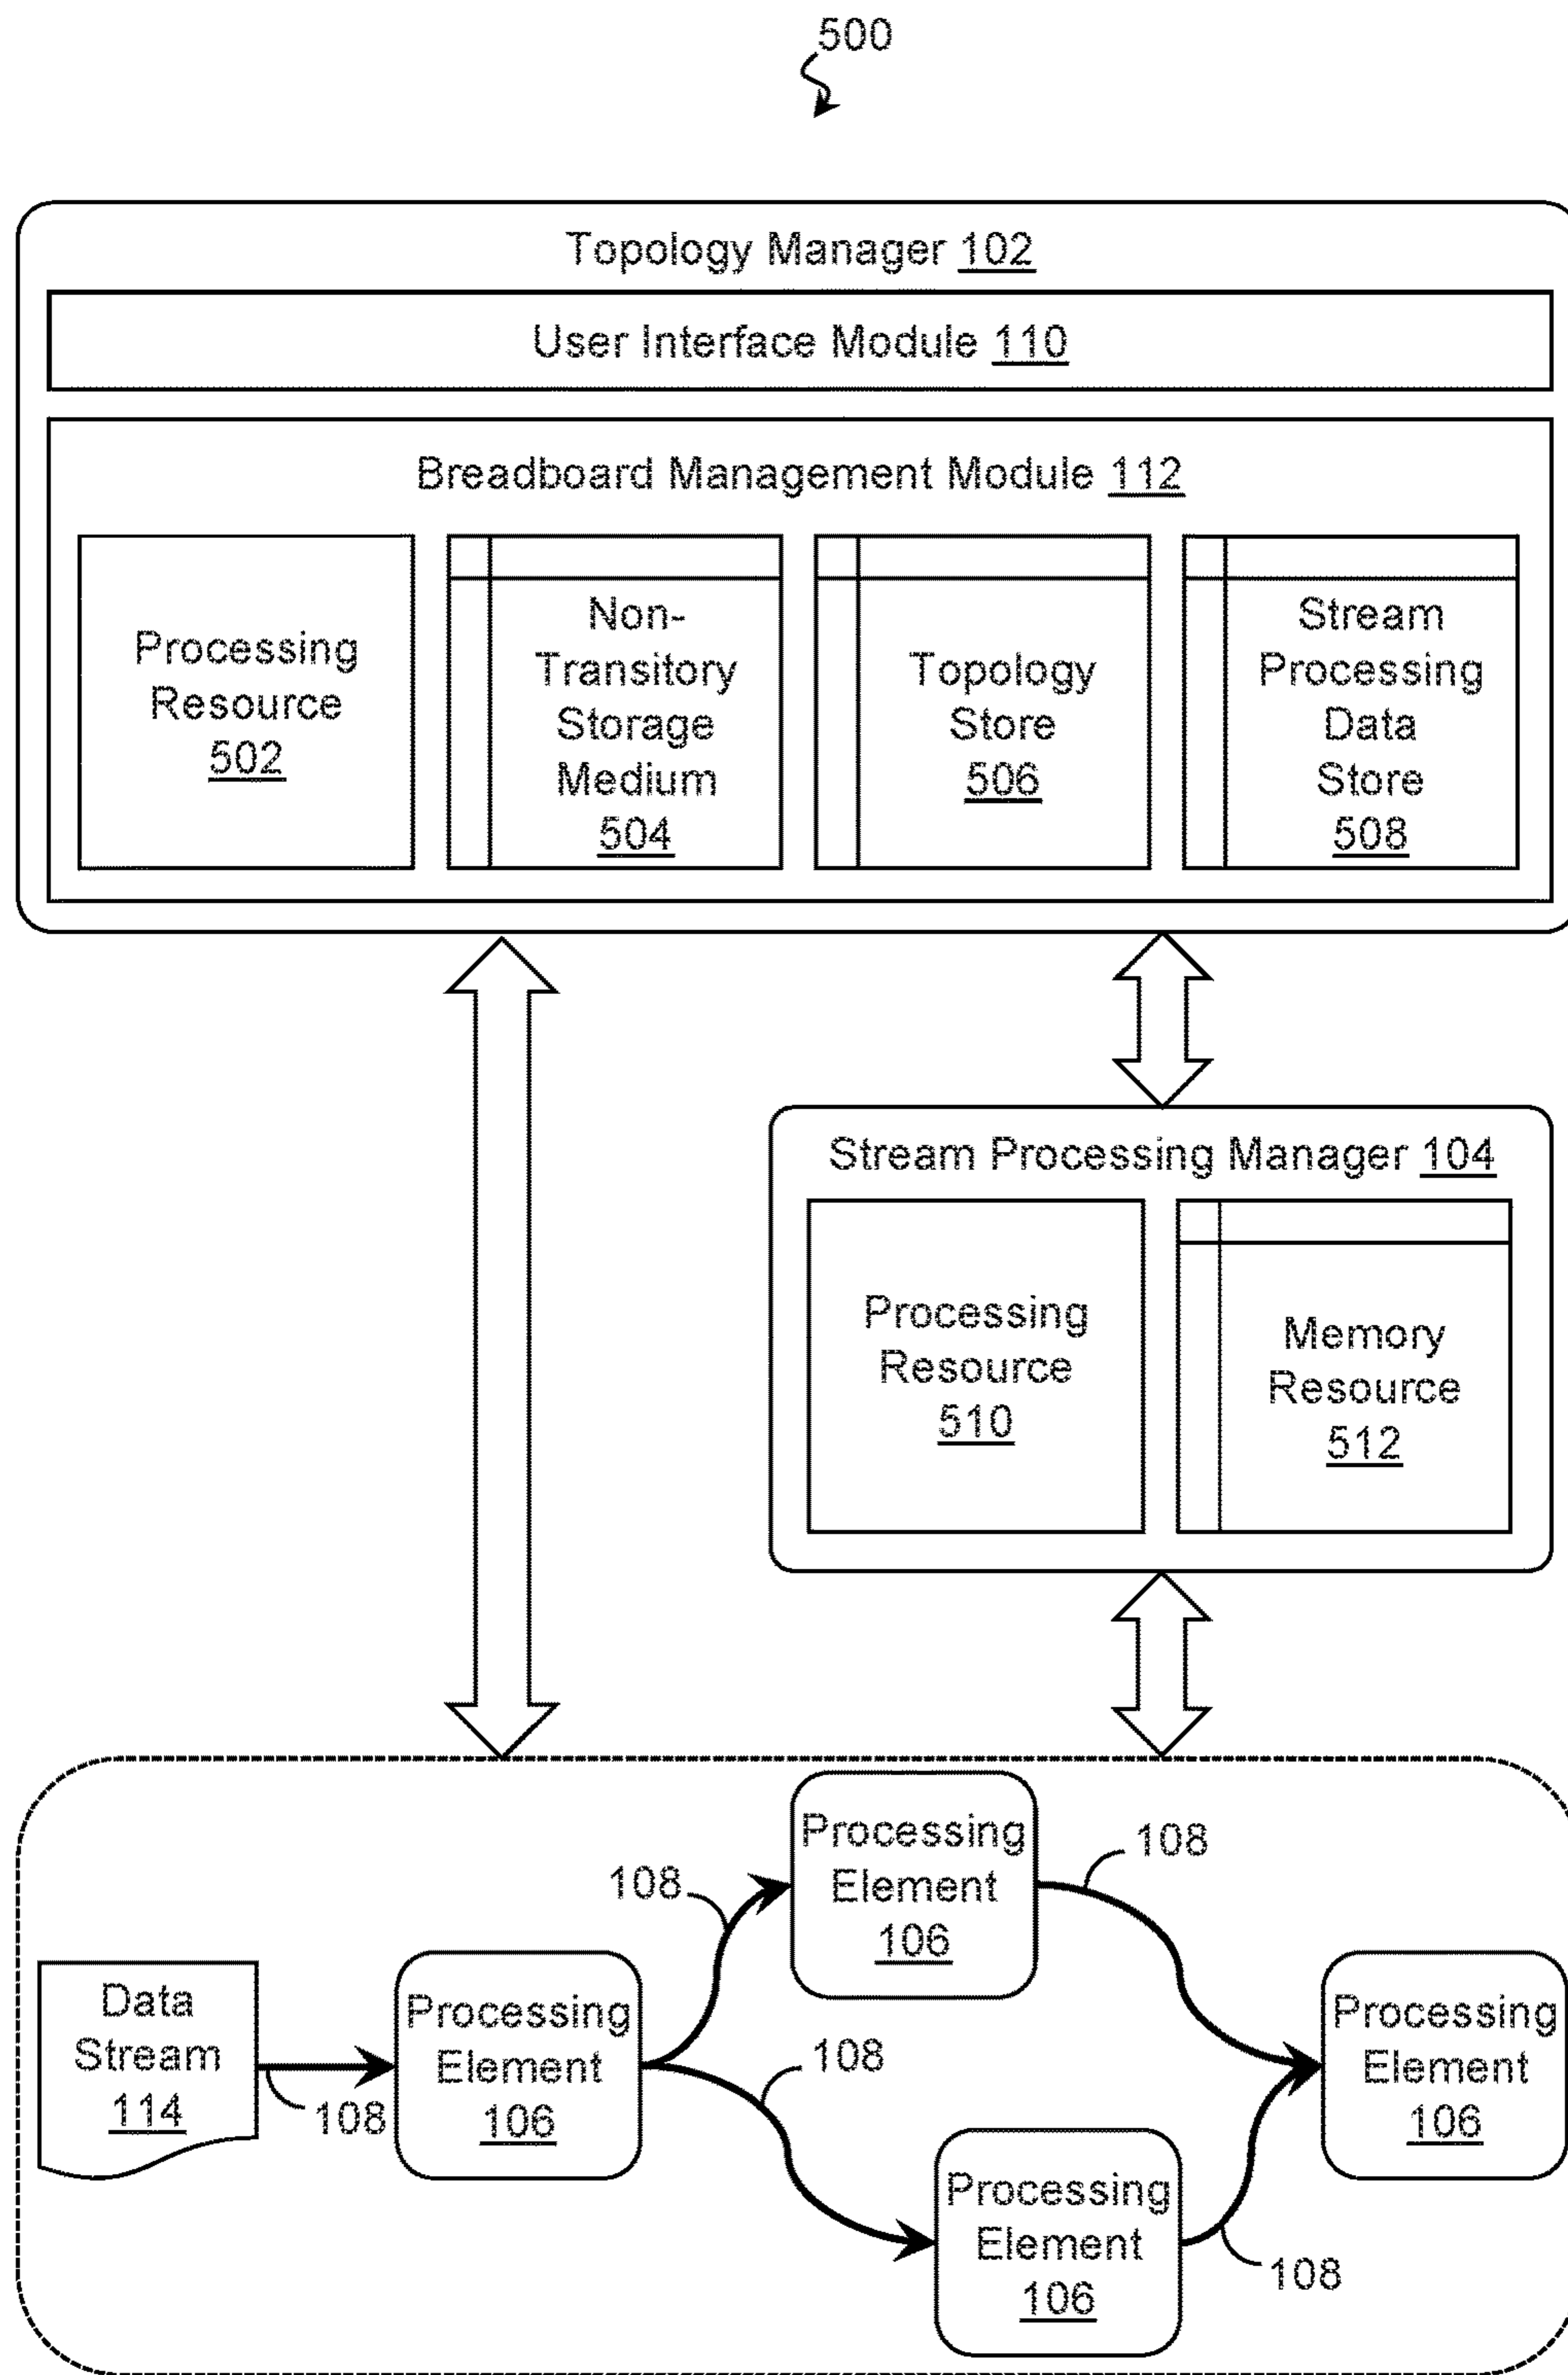 500
Topology Manager 102
User Interface Module 110
Breadboard Management Module 112
Processing
Resource
502
Non-
Transitory
Storage
Medium
504
Topology
Store
506
Stream
Processing
Data
Store
508
Stream Processing Manager 104
Processing
Resource
510
Memory
Resource
512
Data
Stream
114
108
Processing
Element
106
108
Processing
Element
106
108
108
Processing
Element
106
108
Processing
Element
106